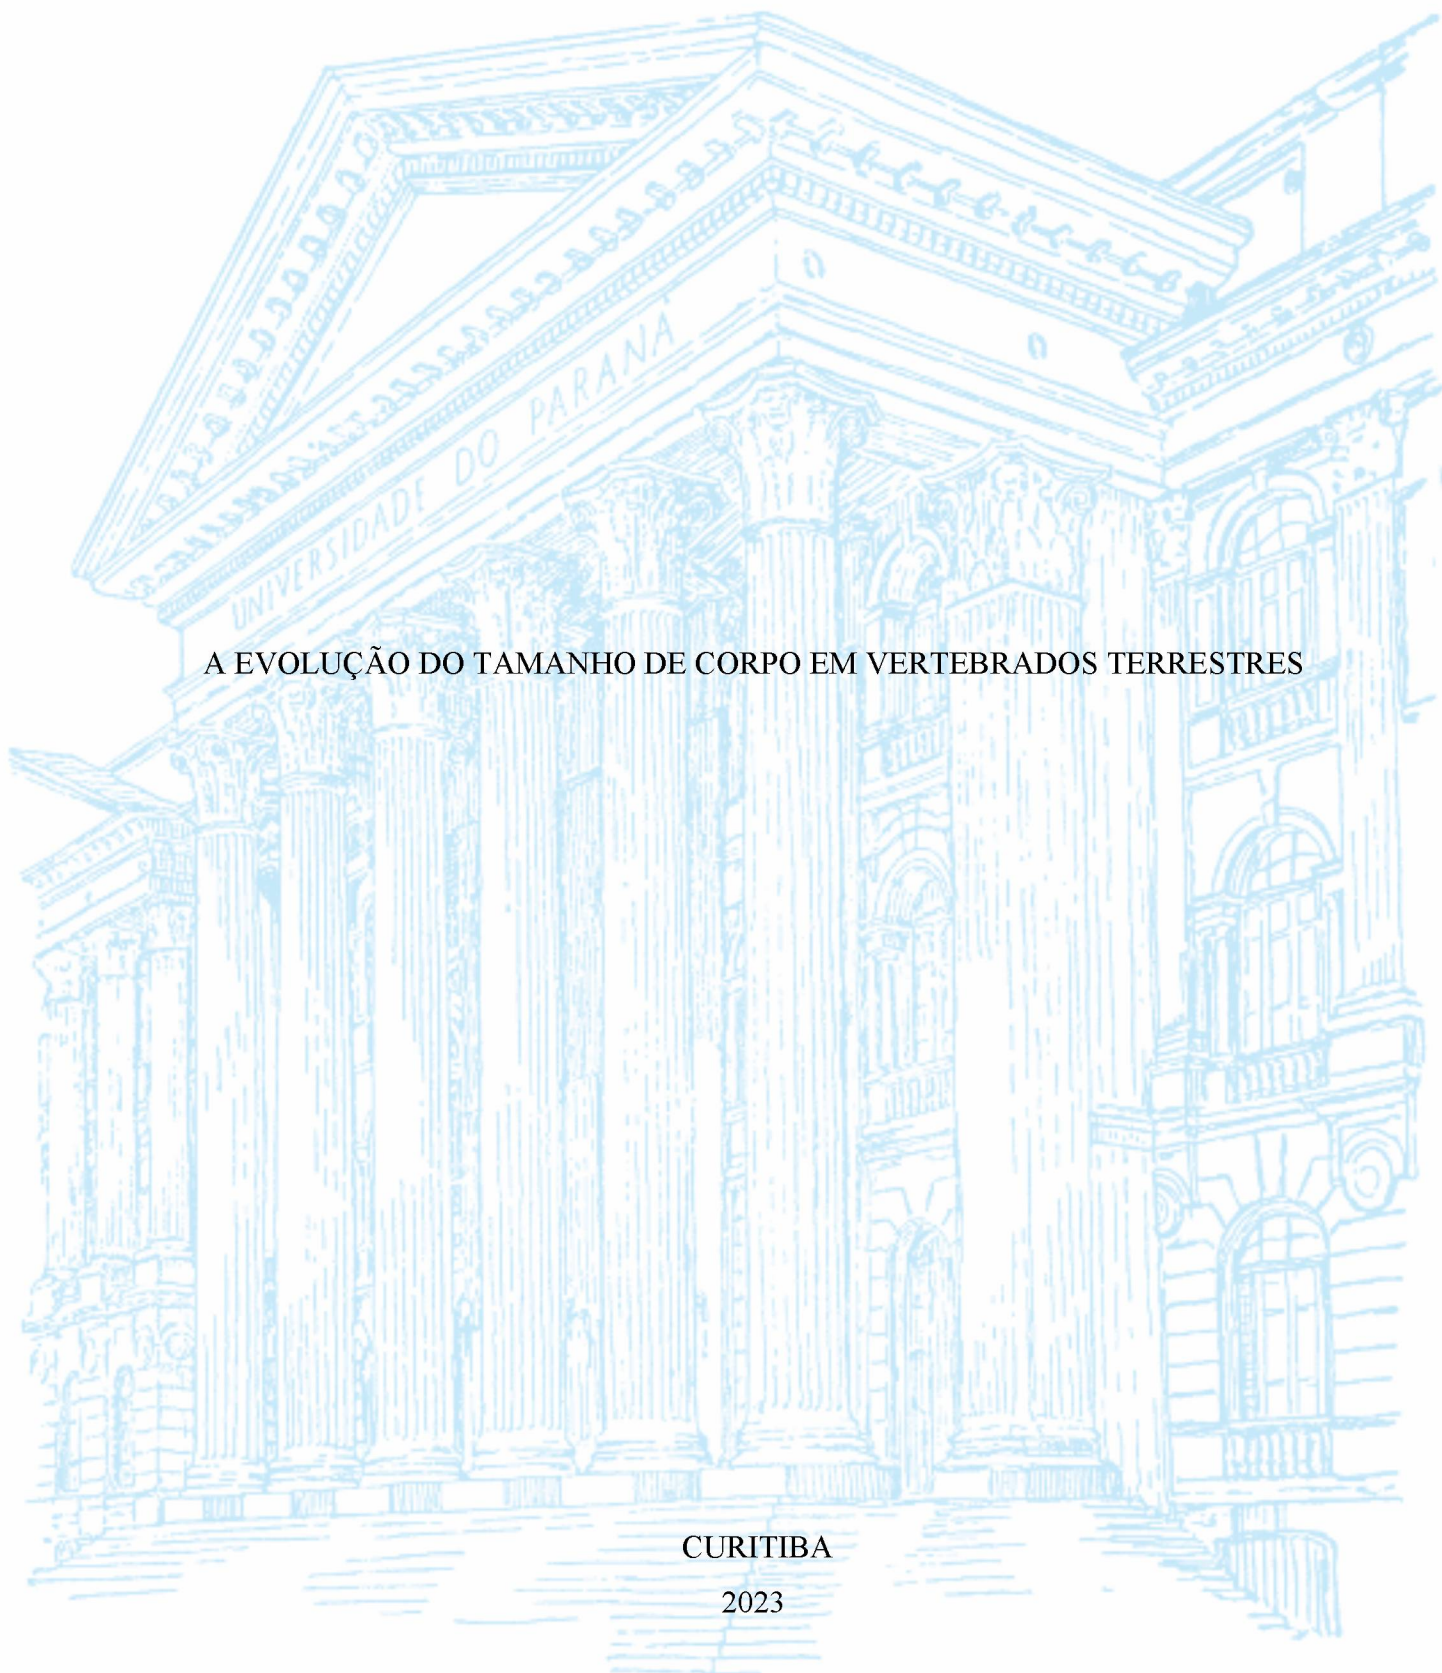 UNIVERSIDADE DO PARANÁ
A EVOLUÇÃO DO TAMANHO DE CORPO EM VERTEBRADOS TERRESTRES
CURITIBA
2023